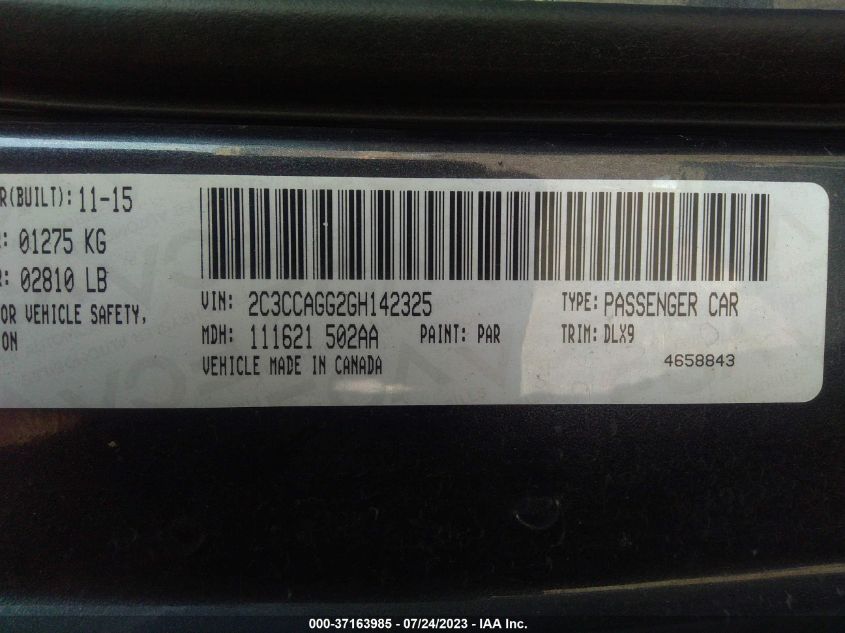 R(BUILT): 11-15
R: 01275 KG
R: 02810 LB
OR VEHICLE SAFETY,
ON
VIN: 2C3CCAGG2GH142325
TYPE: PASSENGER CAR
MDH: 111621 502AA
PAINT: PAR
TRIM: DLX9
VEHICLE MADE IN CANADA
4658843
000-37163985 - 07/24/2023 - IAA Inc.